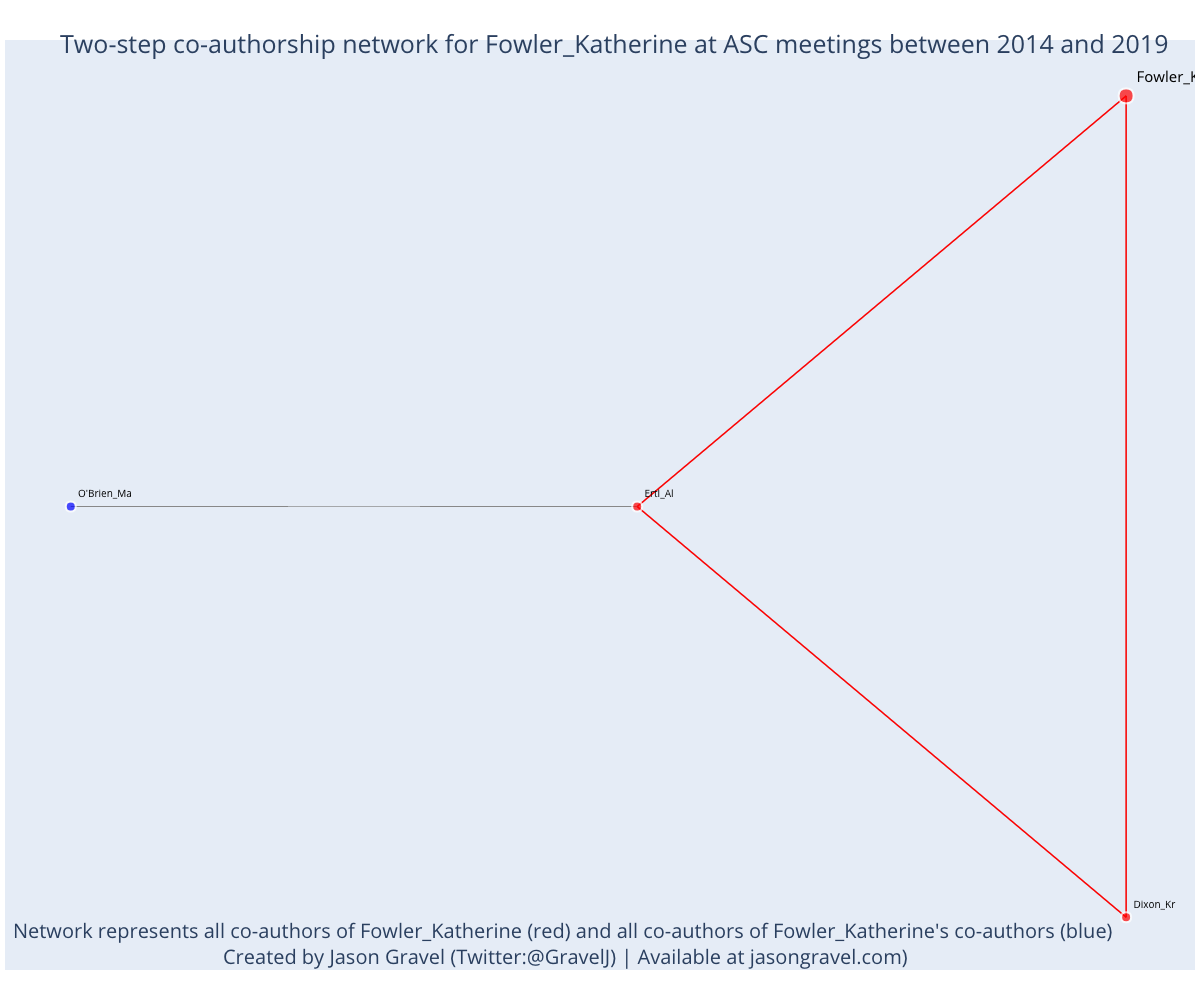 Two-step co-authorship network for Fowler_Katherine at ASC meetings between 2014 and 2019
Fowler_K
O'Brien_Ma
Ertl_Al
Dixon_Kr
Network represents all co-authors of Fowler_Katherine (red) and all co-authors of Fowler_Katherine's co-authors (blue)
Created by Jason Gravel (Twitter:@GravelJ) | Available at jasongravel.com)